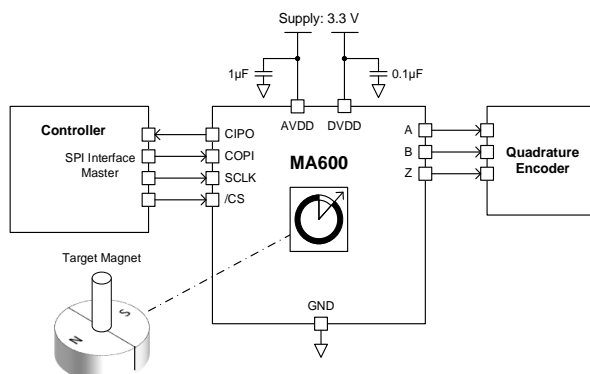 Supply: 3.3 V
1µF
0.1µF
AVDD
DVDD
Controller
SPI Interface
Master
CIPO
COPI
SCLK
/CS
MA600
A
B
Z
Quadrature
Encoder
Target Magnet
N
S
GND